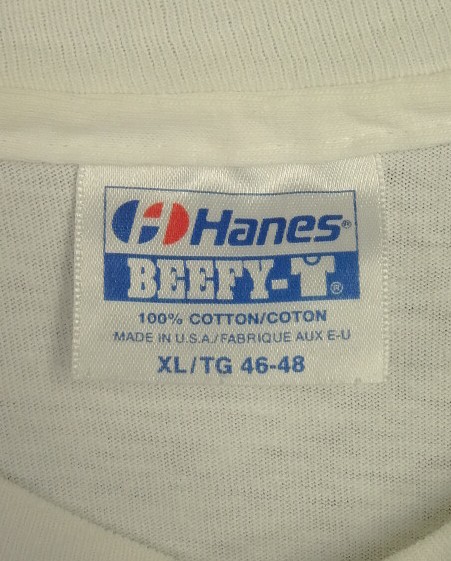 Hanes®
BEEFY-T®
100% COTTON/COTON
MADE IN U.S.A./FABRIQUE AUX E-U
XL/TG 46-48